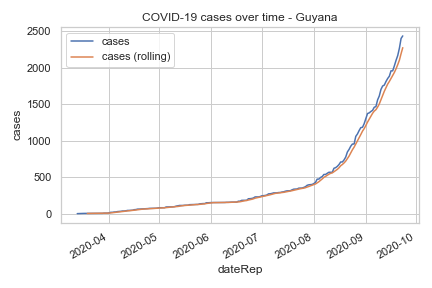 COVID-19 cases over time - Guyana
cases
cases (rolling)
2500
2000
1500
1000
500
0
cases
2020-04
2020-05
2020-06
2020-07
2020-08
2020-09
2020-10
dateRep